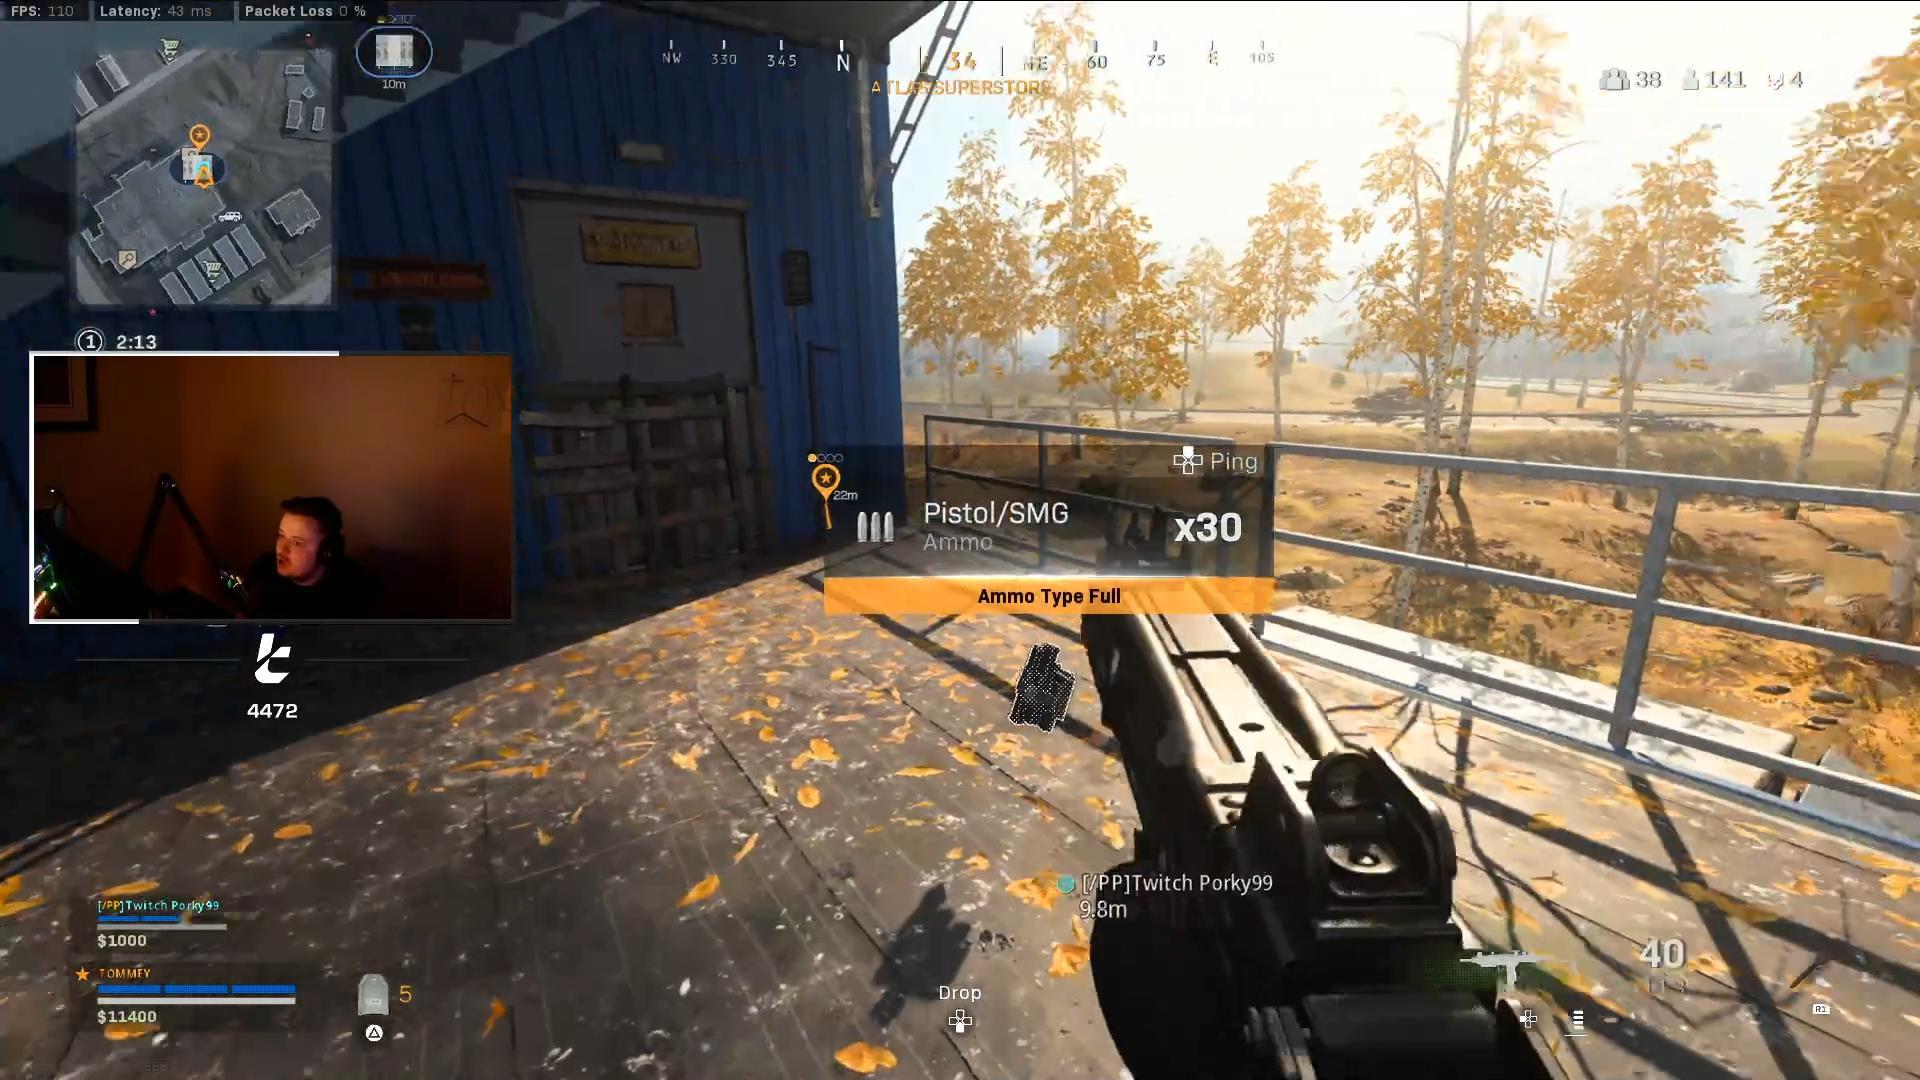 FPS: 110 Latency: 43 ms Packet Loss 0 %
10m
NW 330 345 N 34 NE 60 75 E 105
ATLAS SUPERSTORE
38 141 4
1 2:13
Ping
22m
Pistol/SMG
Ammo
x30
Ammo Type Full
4472
[/PP]Twitch Porky99
9.8m
[/PP]Twitch Porky99
$1000
TOMMEY
$11400
5
Drop
40
R1